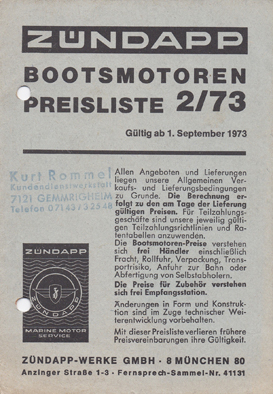 ZÜNDAPP
BOOTSMOTOREN
PREISLISTE 2/73
Gültig ab 1. September 1973
Kurt Rommel
Kundendienstwerkstatt
7121 GEMMRIGHEIM
Telefon 07143/32548
Allen Angeboten und Lieferungen
liegen unsere Allgemeinen Ver-
kaufs- und Lieferungsbedingungen
zu Grunde. Die Berechnung er-
folgt zu den am Tage der Lieferung
gültigen Preisen. Für Teilzahlungs-
geschäfte sind unsere jeweilig gülti-
gen Teilzahlungsrichtlinien und Ra-
tentabellen anzuwenden.
Die Bootsmotoren-Preise verstehen
sich frei Händler einschließlich
Fracht, Rollfuhr, Verpackung, Trans-
portrisiko, Anfuhr zur Bahn oder
Abfertigung von Selbstabholern.
Die Preise für Zubehör verstehen
sich frei Empfangsstation.
Änderungen in Form und Konstruk-
tion sind im Zuge technischer Wei-
terentwicklung vorbehalten.
Mit dieser Preisliste verlieren frühere
Preisvereinbarungen ihre Gültigkeit.
ZÜNDAPP
ZÜNDAPP
MARINE MOTOR
SERVICE
ZÜNDAPP-WERKE GMBH · 8 MÜNCHEN 80
Anzinger Straße 1-3 · Fernsprech-Sammel-Nr. 41131